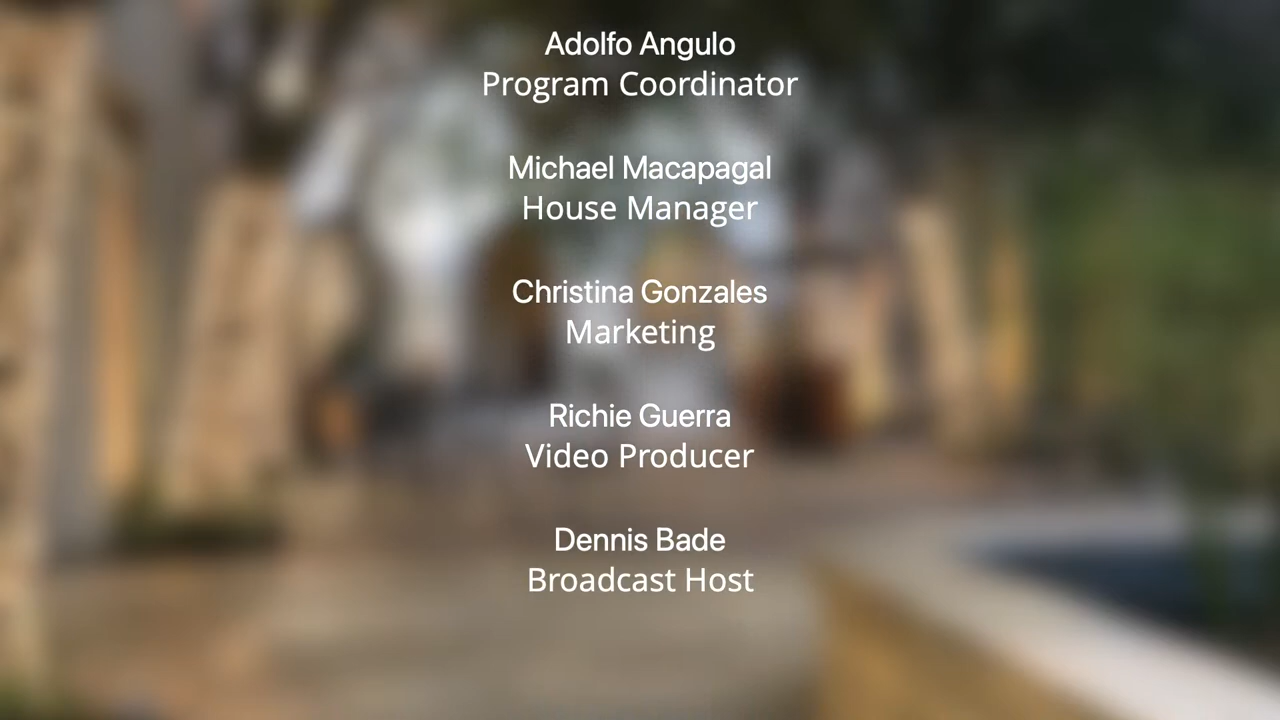 Adolfo Angulo
Program Coordinator
Michael Macapagal
House Manager
Christina Gonzales
Marketing
Richie Guerra
Video Producer
Dennis Bade
Broadcast Host